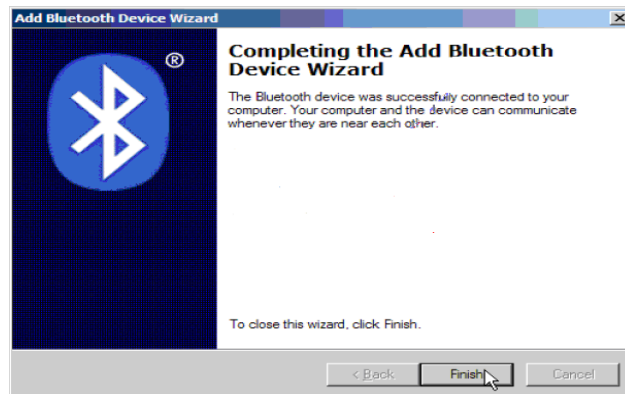 Add Bluetooth Device Wizard
®
Completing the Add Bluetooth
Device Wizard
The Bluetooth device was successfully connected to your
computer. Your computer and the device can communicate
whenever they are near each other.
To close this wizard, click Finish.
< Back Finish Cancel